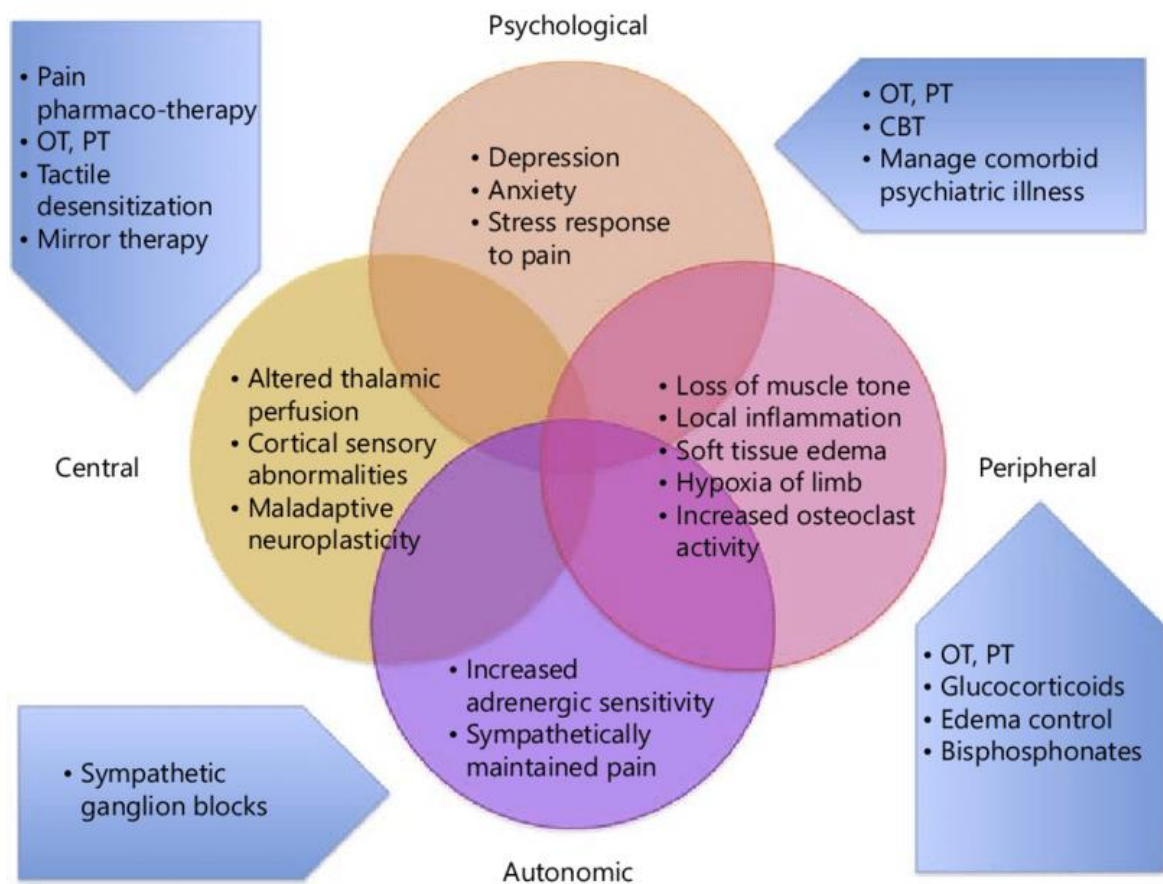 Psychological
• Pain
pharmaco-therapy
• OT, PT
• Tactile
desensitization
• Mirror therapy
• OT, PT
• CBT
• Manage comorbid
psychiatric illness
• Depression
• Anxiety
• Stress response
to pain
Central
• Altered thalamic
perfusion
• Cortical sensory
abnormalities
• Maladaptive
neuroplasticity
• Loss of muscle tone
• Local inflammation
• Soft tissue edema
• Hypoxia of limb
• Increased osteoclast
activity
Peripheral
• Increased
adrenergic sensitivity
• Sympathetically
maintained pain
• OT, PT
• Glucocorticoids
• Edema control
• Bisphosphonates
• Sympathetic
ganglion blocks
Autonomic